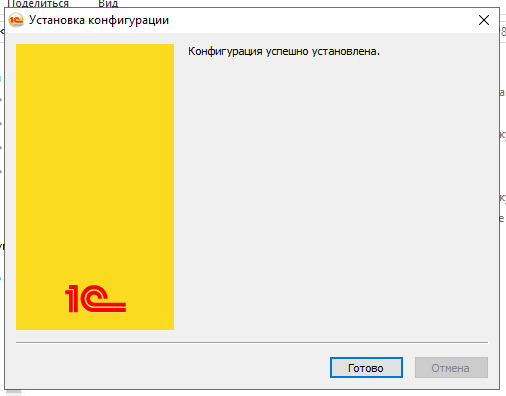 Поделиться
Вид
Установка конфигурации
Конфигурация успешно установлена.
1С
Готово
Отмена